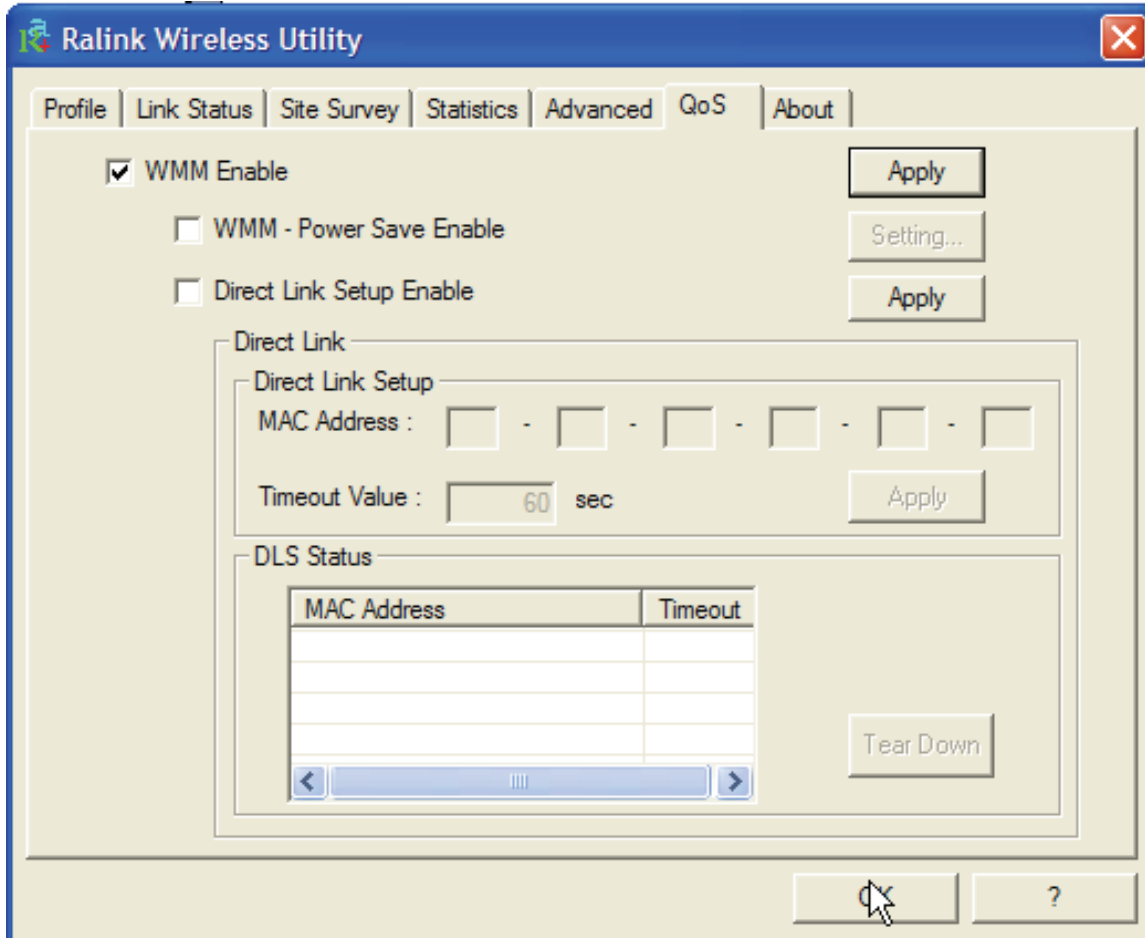 Ralink Wireless Utility
Profile Link Status Site Survey Statistics Advanced QoS About
WMM Enable Apply
WMM - Power Save Enable Setting...
Direct Link Setup Enable Apply
Direct Link
Direct Link Setup
MAC Address : - - - - -
Timeout Value : 60 sec Apply
DLS Status
MAC Address Timeout
Tear Down
OK ?